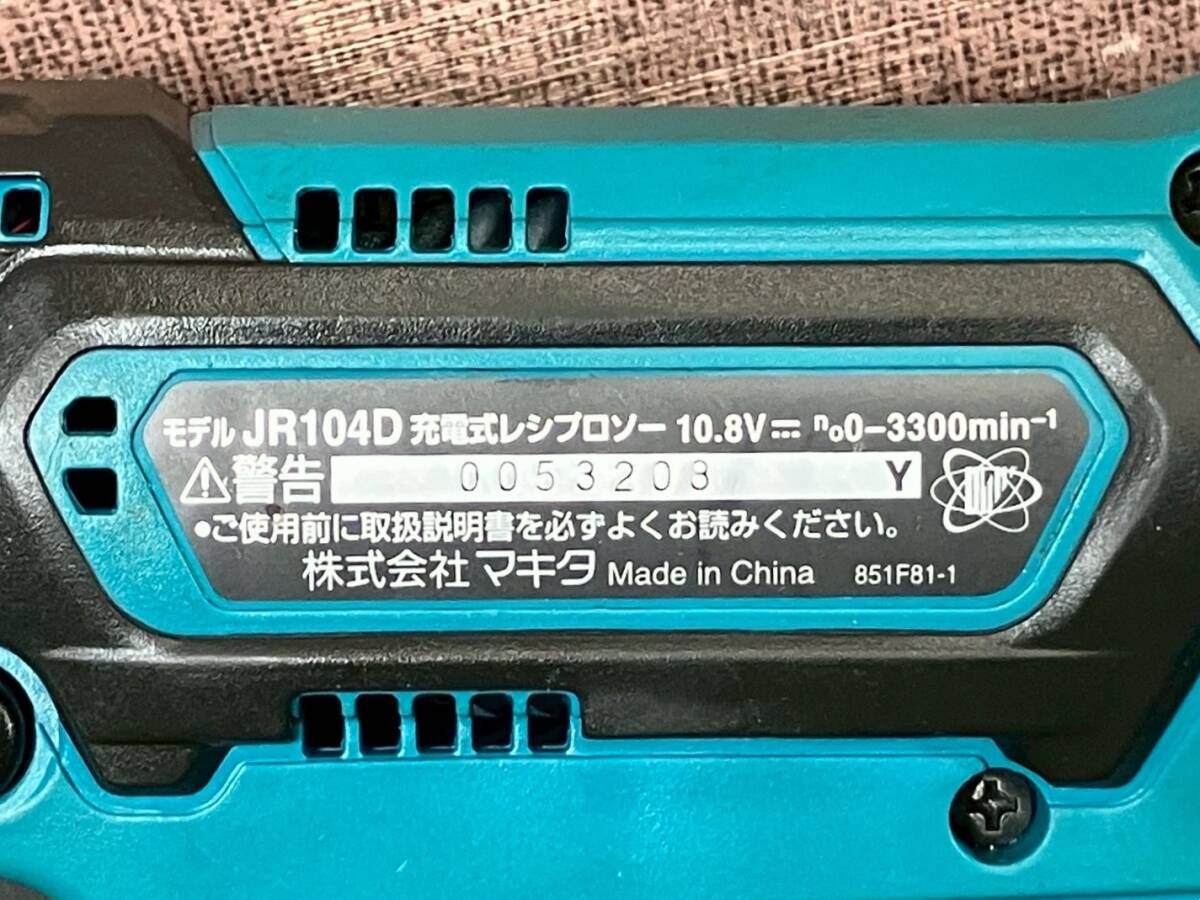 モデル JR104D 充電式レシプロソー 10.8V⎓ n₀0-3300min⁻¹
⚠警告 0053208 Y
●ご使用前に取扱説明書を必ずよくお読みください。
株式会社 マキタ Made in China 851F81-1